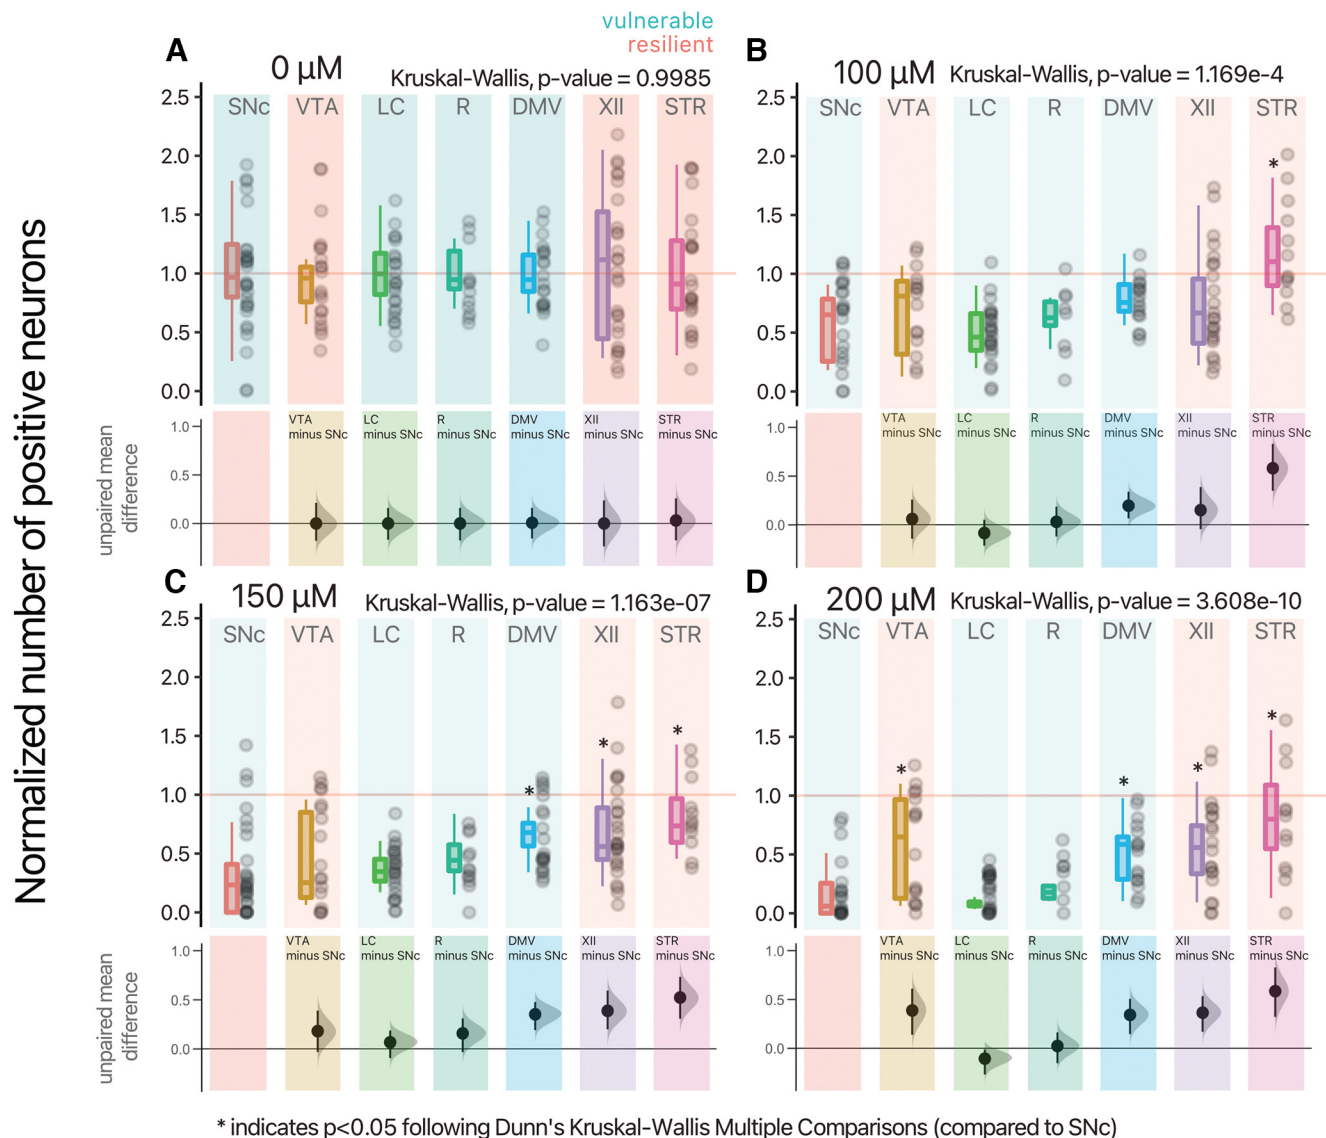 vulnerable
resilient
A
0 µM
Kruskal-Wallis, p-value = 0.9985
2.5
2.0
1.5
1.0
0.5
0.0
SNc VTA LC R DMV XII STR
1.0
0.5
0.0
VTA
minus SNc
LC
minus SNc
R
minus SNc
DMV
minus SNc
XII
minus SNc
STR
minus SNc
B
100 µM
Kruskal-Wallis, p-value = 1.169e-4
2.5
2.0
1.5
1.0
0.5
0.0
SNc VTA LC R DMV XII STR
*
1.0
0.5
0.0
VTA
minus SNc
LC
minus SNc
R
minus SNc
DMV
minus SNc
XII
minus SNc
STR
minus SNc
Normalized number of positive neurons
unpaired mean
difference
C
150 µM
Kruskal-Wallis, p-value = 1.163e-07
2.5
2.0
1.5
1.0
0.5
0.0
SNc VTA LC R DMV XII STR
* * *
1.0
0.5
0.0
VTA
minus SNc
LC
minus SNc
R
minus SNc
DMV
minus SNc
XII
minus SNc
STR
minus SNc
D
200 µM
Kruskal-Wallis, p-value = 3.608e-10
2.5
2.0
1.5
1.0
0.5
0.0
SNc VTA LC R DMV XII STR
* * * *
1.0
0.5
0.0
VTA
minus SNc
LC
minus SNc
R
minus SNc
DMV
minus SNc
XII
minus SNc
STR
minus SNc
unpaired mean
difference
* indicates p<0.05 following Dunn's Kruskal-Wallis Multiple Comparisons (compared to SNc)